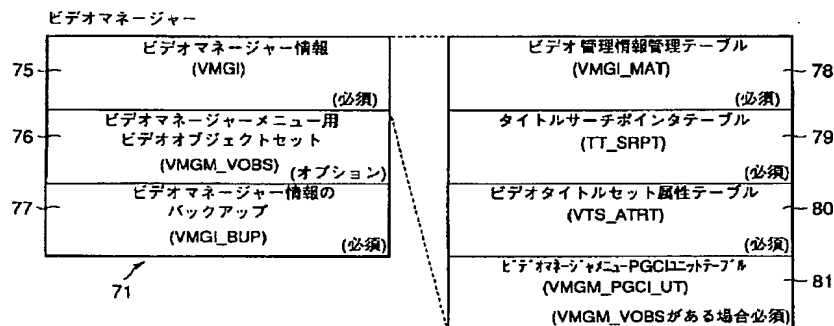 ビデオマネージャー
75
ビデオマネージャー情報
(VMGI)
(必須)
76
ビデオマネージャーメニュー用
ビデオオブジェクトセット
(VMGM_VOBS)
(オプション)
77
ビデオマネージャー情報の
バックアップ
(VMGI_BUP)
(必須)
71
ビデオ管理情報管理テーブル
(VMGI_MAT)
(必須)
78
タイトルサーチポインタテーブル
(TT_SRPT)
(必須)
79
ビデオタイトルセット属性テーブル
(VTS_ATRT)
(必須)
80
ビデオマネージャメニューPGCIユニットテーブル
(VMGM_PGCI_UT)
(VMGM_VOBSがある場合必須)
81